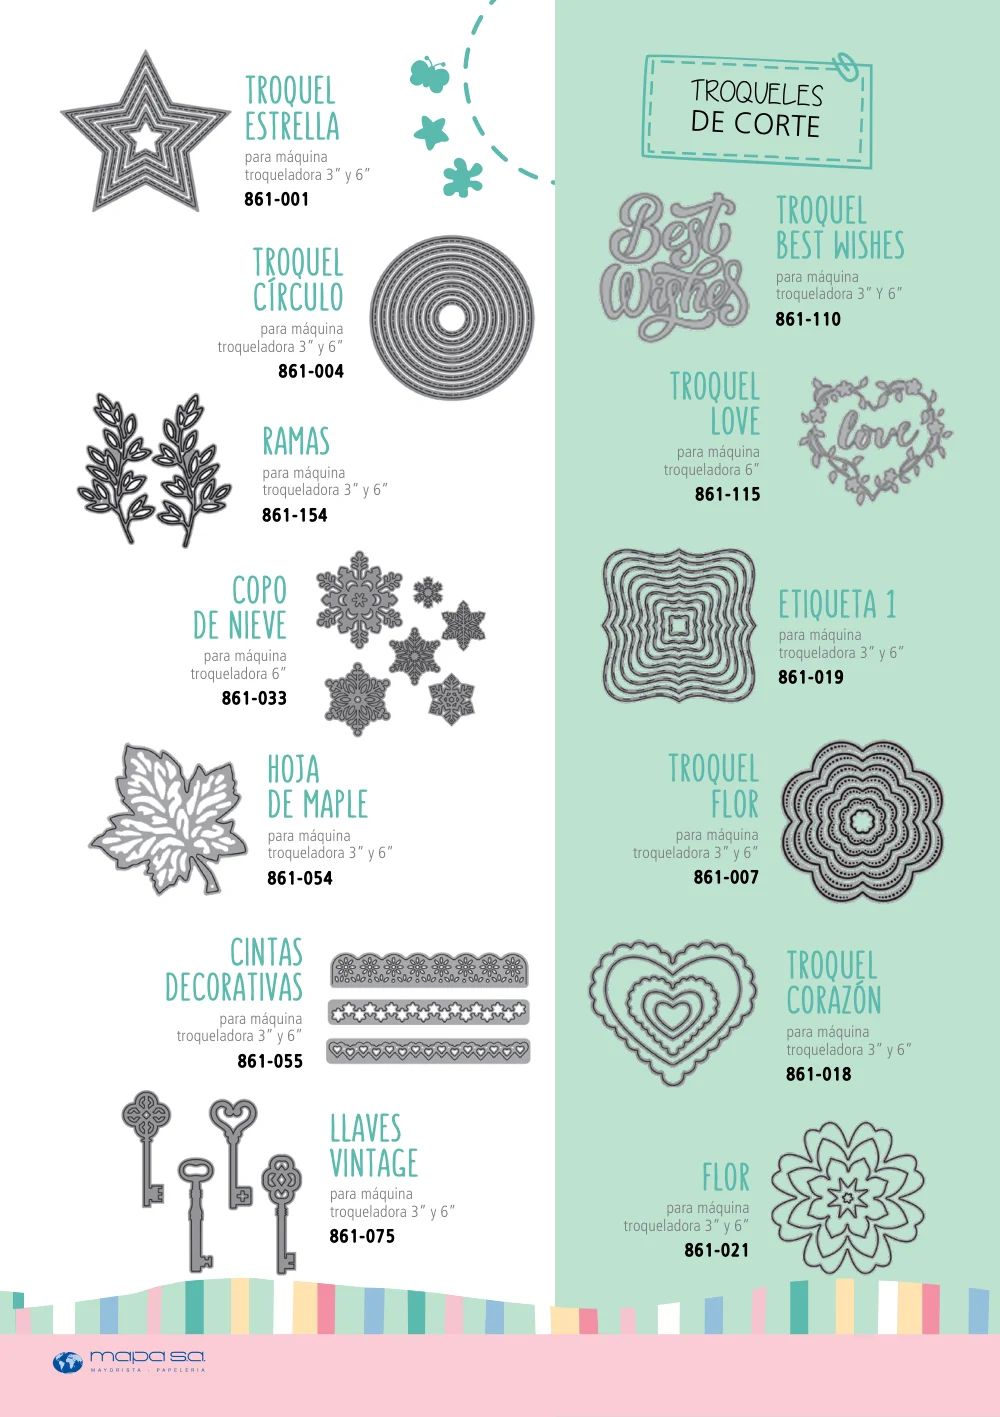 TROQUEL
ESTRELLA
para máquina
troqueladora 3” y 6”
861-001
TROQUEL
CÍRCULO
para máquina
troqueladora 3” y 6”
861-004
RAMAS
para máquina
troqueladora 3” y 6”
861-154
COPO
DE NIEVE
para máquina
troqueladora 6”
861-033
HOJA
DE MAPLE
para máquina
troqueladora 3” y 6”
861-054
CINTAS
DECORATIVAS
para máquina
troqueladora 3” y 6”
861-055
LLAVES
VINTAGE
para máquina
troqueladora 3” y 6”
861-075
TROQUELES
DE CORTE
Best
Wishes
TROQUEL
BEST WISHES
para máquina
troqueladora 3” Y 6”
861-110
TROQUEL
LOVE
para máquina
troqueladora 6”
861-115
love
ETIQUETA 1
para máquina
troqueladora 3” y 6”
861-019
TROQUEL
FLOR
para máquina
troqueladora 3” y 6”
861-007
TROQUEL
CORAZÓN
para máquina
troqueladora 3” y 6”
861-018
FLOR
para máquina
troqueladora 3” y 6”
861-021
mapa s.a.
MAYORISTA - PAPELERIA